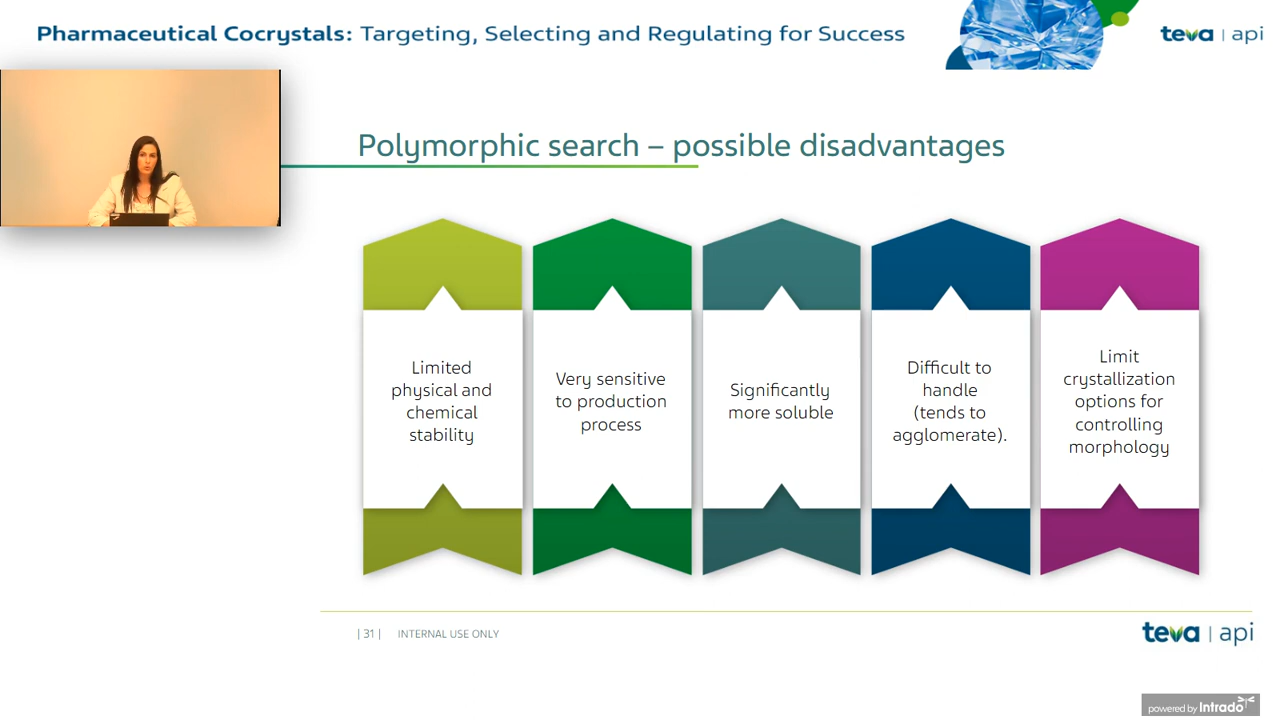 Pharmaceutical Cocrystals: Targeting, Selecting and Regulating for Success
teva | api
Polymorphic search – possible disadvantages
Limited
physical and
chemical
stability
Very sensitive
to production
process
Significantly
more soluble
Difficult to
handle
(tends to
agglomerate).
Limit
crystallization
options for
controlling
morphology
| 31 | INTERNAL USE ONLY
teva | api
powered by Intrado